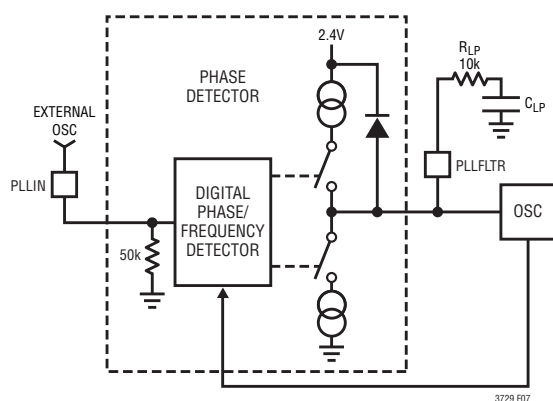 2.4V
PHASE
DETECTOR
R_LP
10k
C_LP
EXTERNAL
OSC
PLLIN
PLLFLTR
DIGITAL
PHASE/
FREQUENCY
DETECTOR
OSC
50k
3729 F07